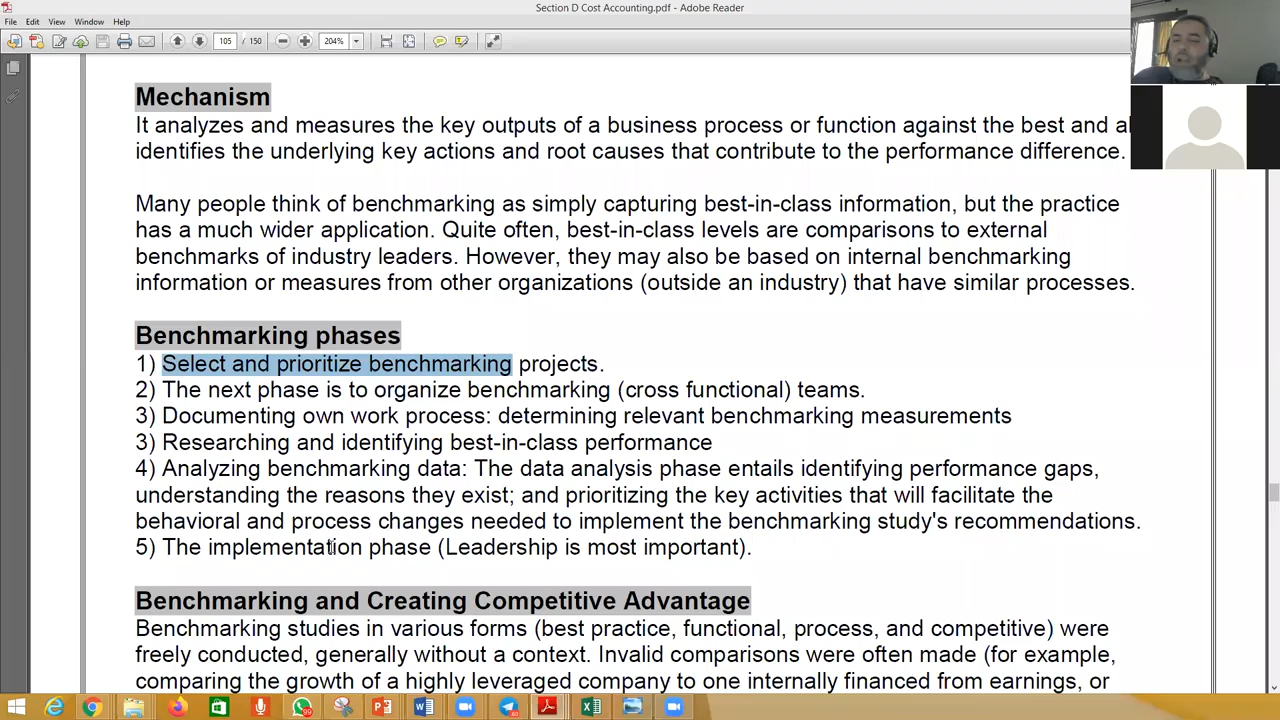 Section D Cost Accounting.pdf - Adobe Reader
File Edit View Window Help
105 / 150 204%
Mechanism
It analyzes and measures the key outputs of a business process or function against the best and al
identifies the underlying key actions and root causes that contribute to the performance difference.
Many people think of benchmarking as simply capturing best-in-class information, but the practice
has a much wider application. Quite often, best-in-class levels are comparisons to external
benchmarks of industry leaders. However, they may also be based on internal benchmarking
information or measures from other organizations (outside an industry) that have similar processes.
Benchmarking phases
1) Select and prioritize benchmarking projects.
2) The next phase is to organize benchmarking (cross functional) teams.
3) Documenting own work process: determining relevant benchmarking measurements
3) Researching and identifying best-in-class performance
4) Analyzing benchmarking data: The data analysis phase entails identifying performance gaps,
understanding the reasons they exist; and prioritizing the key activities that will facilitate the
behavioral and process changes needed to implement the benchmarking study's recommendations.
5) The implementation phase (Leadership is most important).
Benchmarking and Creating Competitive Advantage
Benchmarking studies in various forms (best practice, functional, process, and competitive) were
freely conducted, generally without a context. Invalid comparisons were often made (for example,
comparing the growth of a highly leveraged company to one internally financed from earnings, or